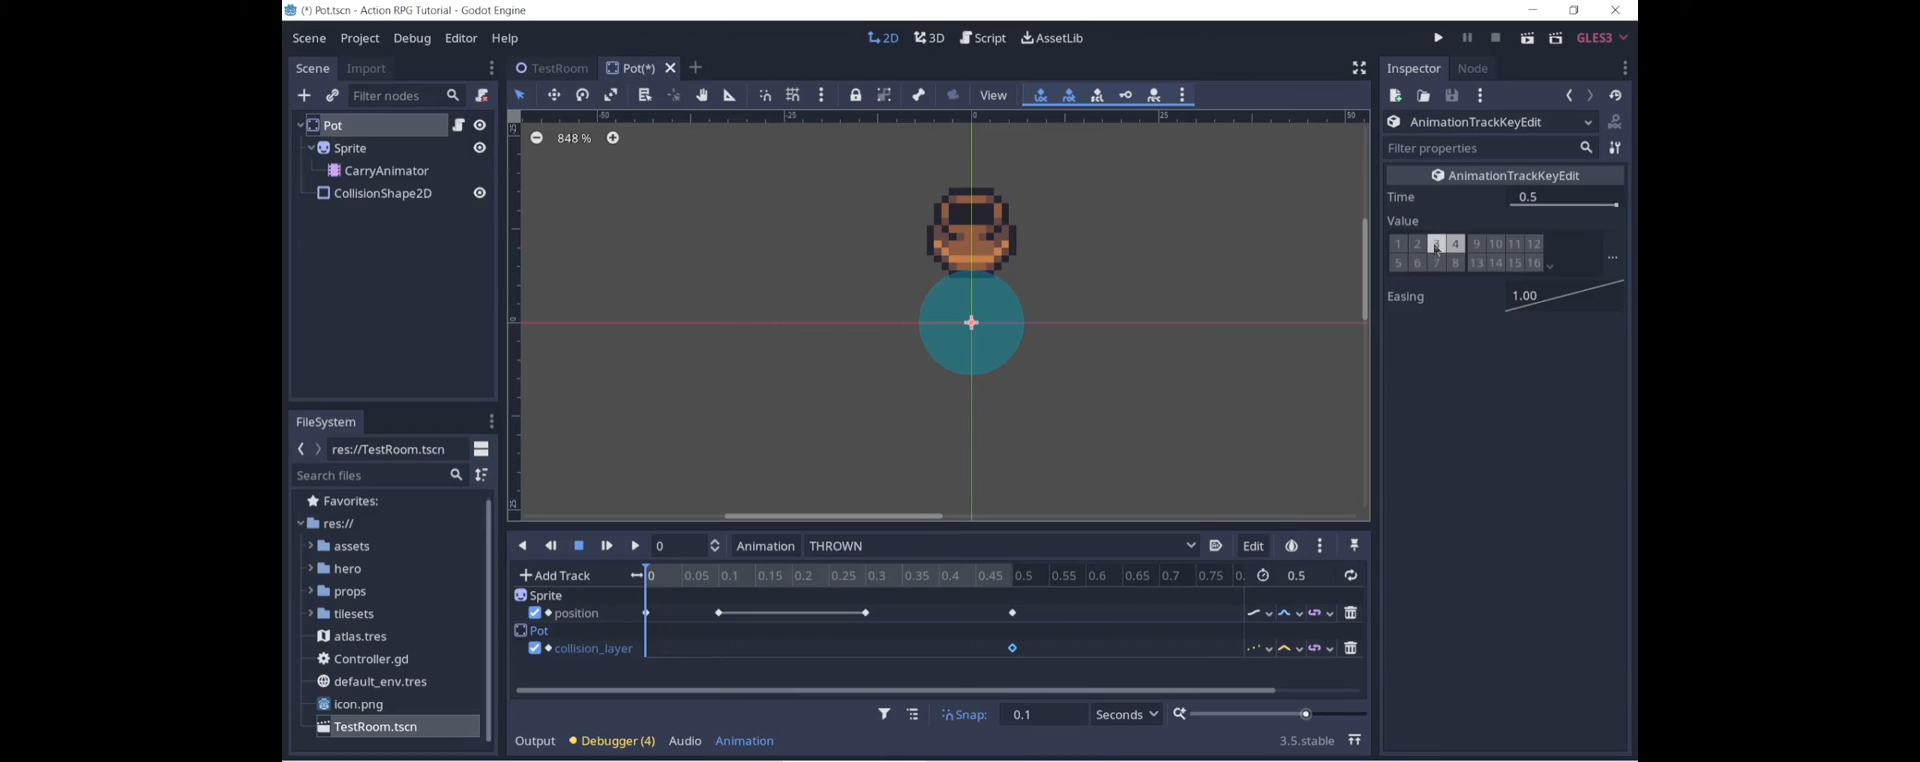 (*) Pot.tscn - Action RPG Tutorial - Godot Engine
Scene Project Debug Editor Help
2D 3D Script AssetLib
GLES3
Scene Import
TestRoom Pot(*)
Inspector Node
Filter nodes
View
Pot
Sprite
CarryAnimator
CollisionShape2D
-50 -25 0 25 50
848 %
AnimationTrackKeyEdit
Filter properties
AnimationTrackKeyEdit
Time 0.5
Value
1 2 3 4 9 10 11 12
5 6 7 8 13 14 15 16
Easing 1.00
FileSystem
res://TestRoom.tscn
Search files
Favorites:
res://
assets
hero
props
tilesets
atlas.tres
Controller.gd
default_env.tres
icon.png
TestRoom.tscn
0 Animation THROWN Edit
Add Track 0 0.05 0.1 0.15 0.2 0.25 0.3 0.35 0.4 0.45 0.5 0.55 0.6 0.65 0.7 0.75 0. 0.5
Sprite
position
Pot
collision_layer
Snap: 0.1 Seconds
Output Debugger (4) Audio Animation 3.5.stable